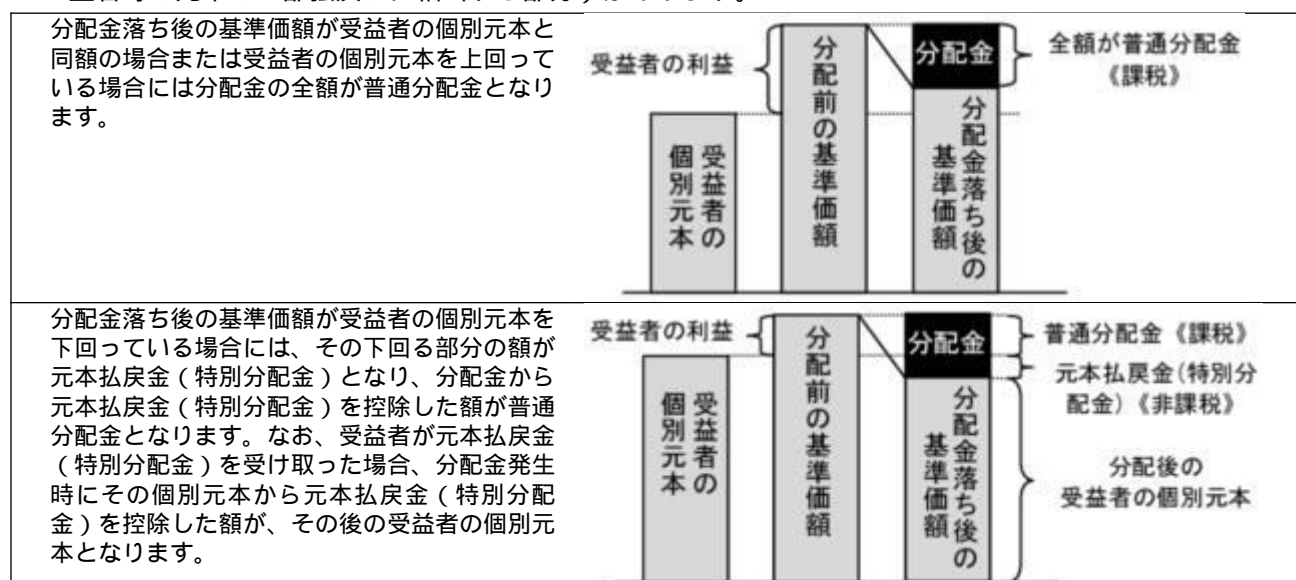 分配金落ち後の基準価額が受益者の個別元本と
同額の場合または受益者の個別元本を上回って
いる場合には分配金の全額が普通分配金となり
ます。
受益者の利益
受益者の
個別元本
分配前の基準価額
分配金
分配金落ち後の
基準価額
全額が普通分配金
《課税》
分配金落ち後の基準価額が受益者の個別元本を
下回っている場合には、その下回る部分の額が
元本払戻金（特別分配金）となり、分配金から
元本払戻金（特別分配金）を控除した額が普通
分配金となります。なお、受益者が元本払戻金
（特別分配金）を受け取った場合、分配金発生
時にその個別元本から元本払戻金（特別分配
金）を控除した額が、その後の受益者の個別元
本となります。
受益者の利益
受益者の
個別元本
分配前の基準価額
分配金
分配金落ち後の
基準価額
普通分配金《課税》
元本払戻金(特別分
配金)《非課税》
分配後の
受益者の個別元本